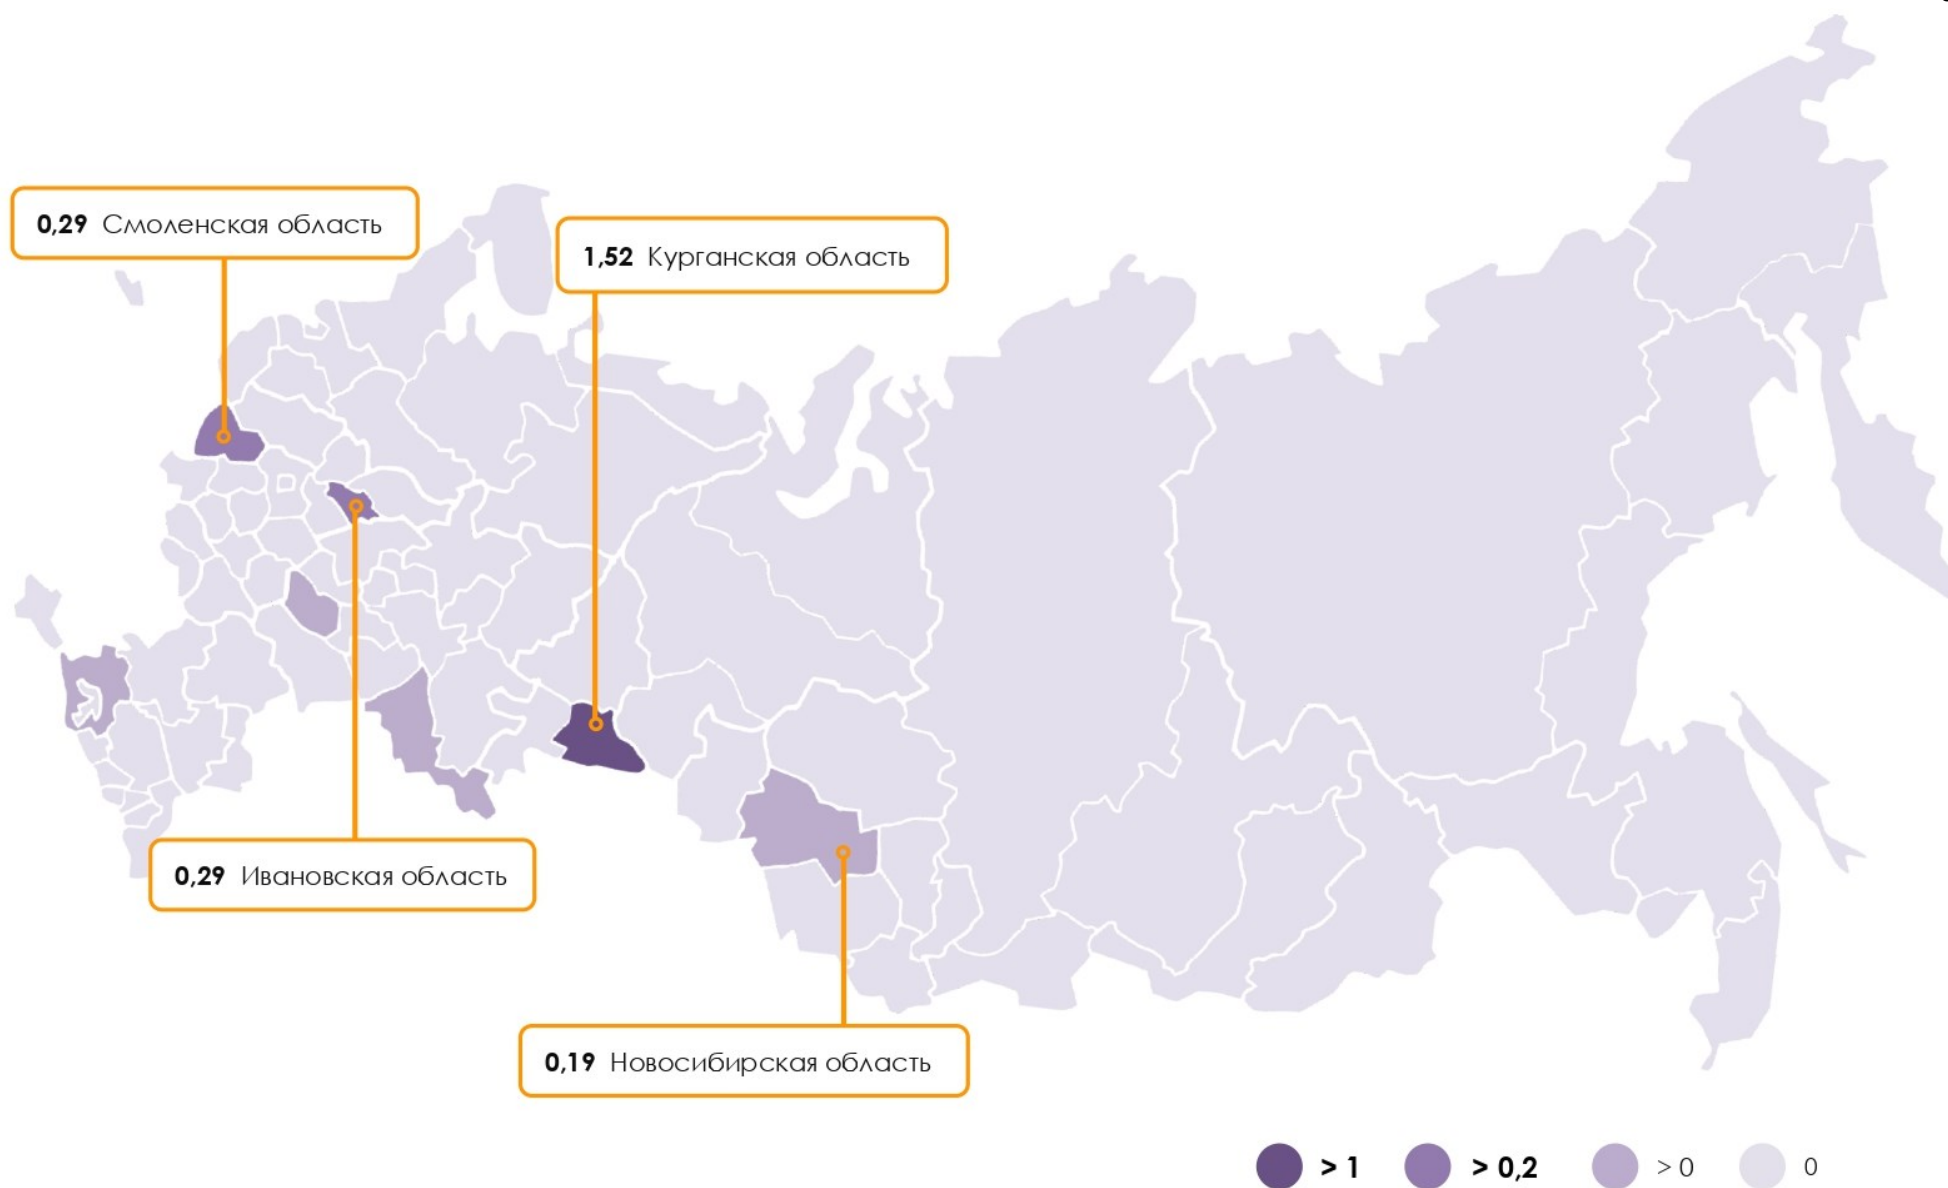 0,29 Смоленская область
1,52 Курганская область
0,29 Ивановская область
0,19 Новосибирская область
> 1 > 0,2 > 0 0